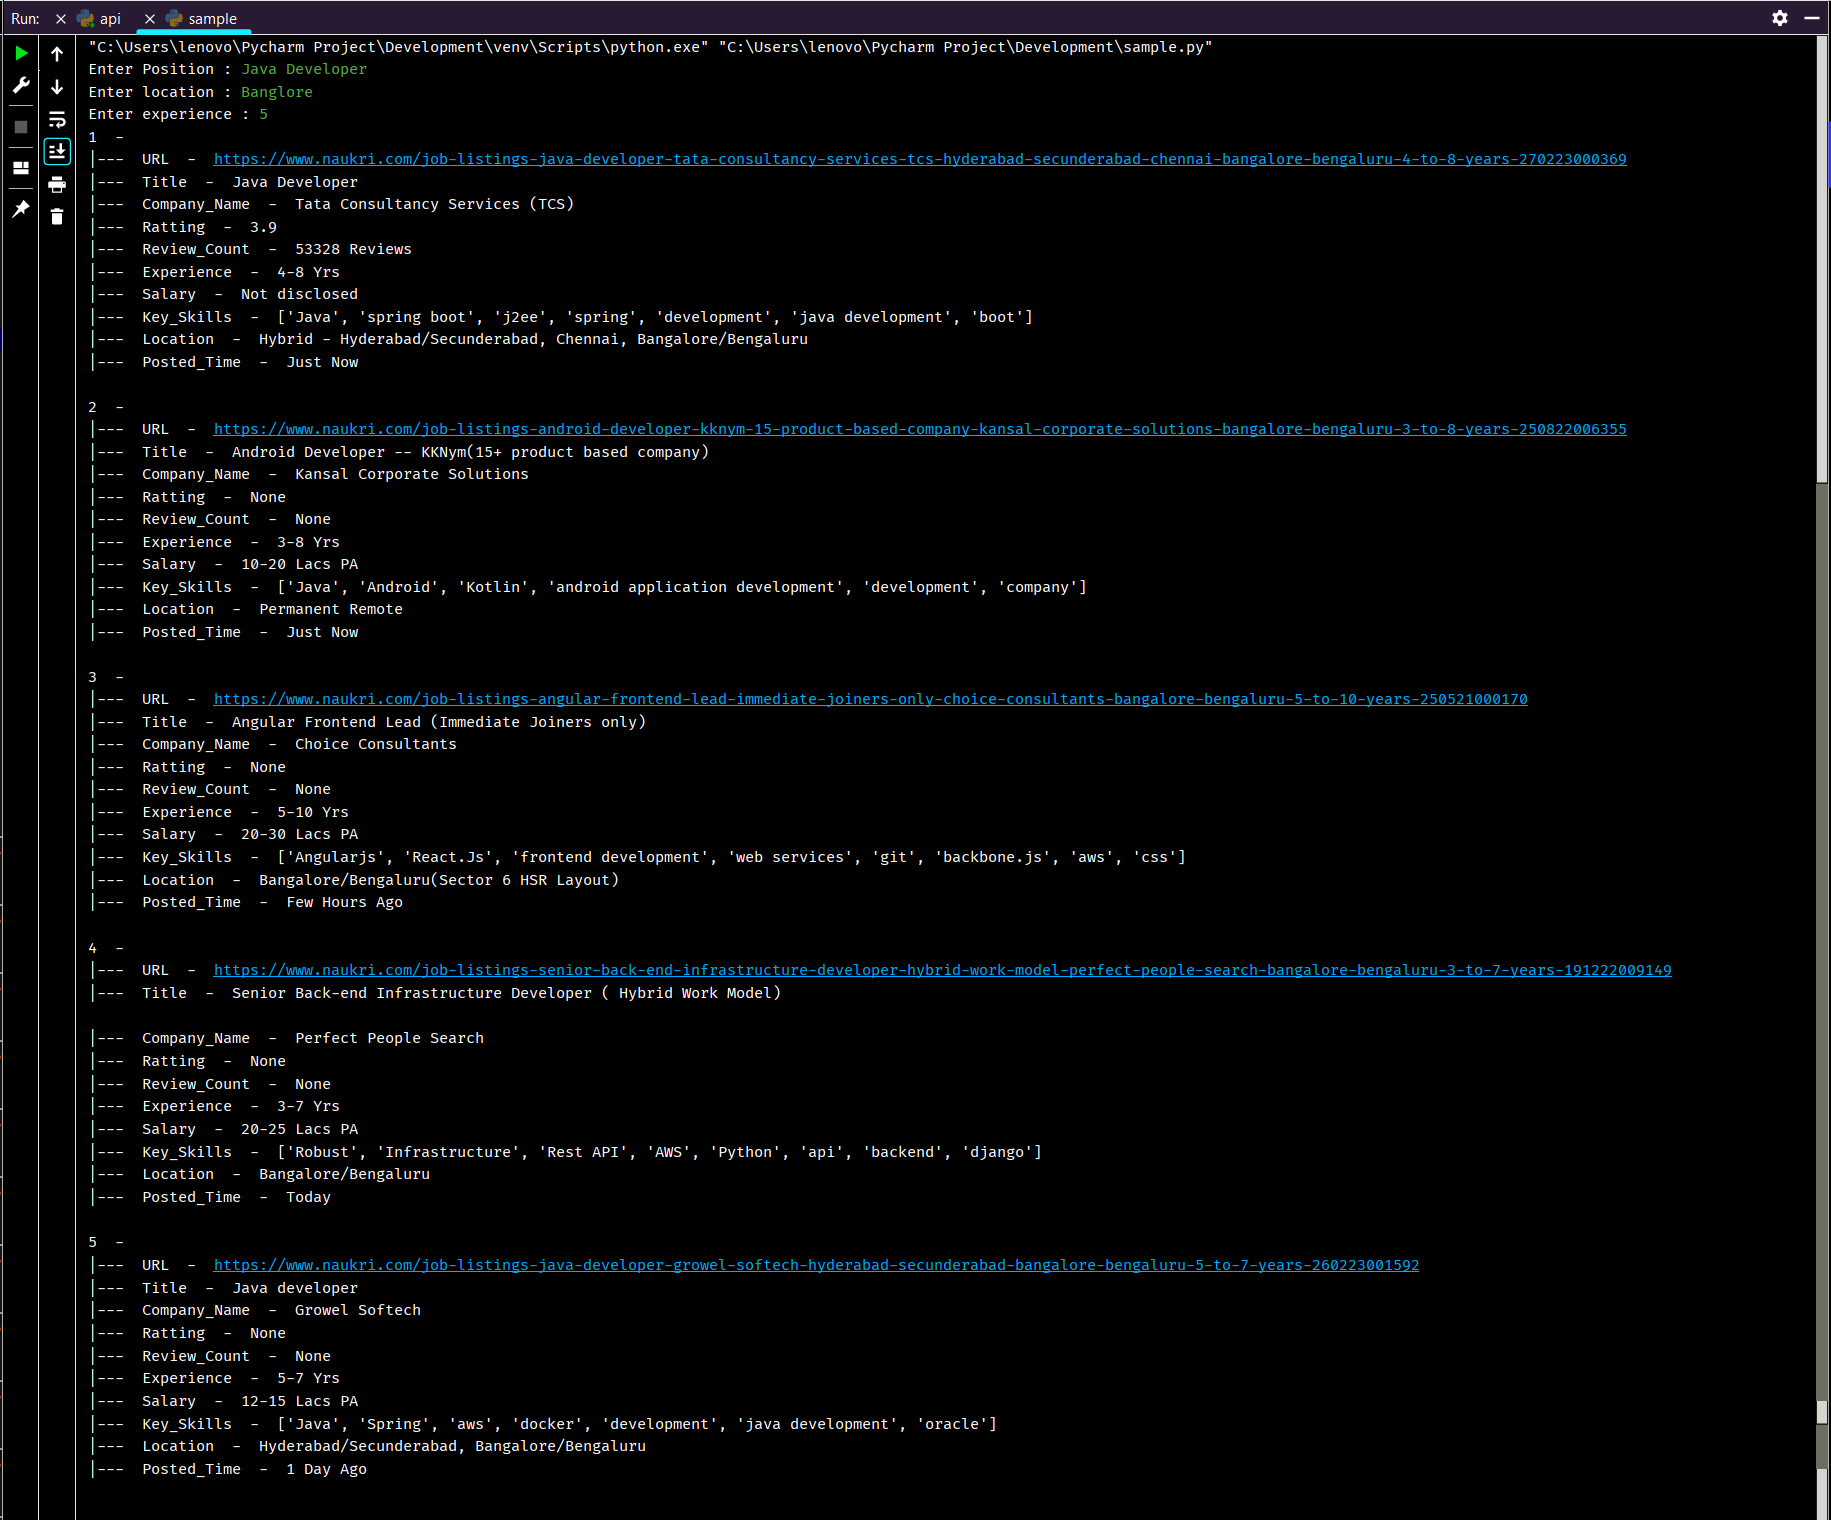 Run: api sample
"C:\Users\lenovo\Pycharm Project\Development\venv\Scripts\python.exe" "C:\Users\lenovo\Pycharm Project\Development\sample.py"
Enter Position : Java Developer
Enter location : Banglore
Enter experience : 5
1  -
|---  URL  -  https://www.naukri.com/job-listings-java-developer-tata-consultancy-services-tcs-hyderabad-secunderabad-chennai-bangalore-bengaluru-4-to-8-years-270223000369
|---  Title  -  Java Developer
|---  Company_Name  -  Tata Consultancy Services (TCS)
|---  Ratting  -  3.9
|---  Review_Count  -  53328 Reviews
|---  Experience  -  4-8 Yrs
|---  Salary  -  Not disclosed
|---  Key_Skills  -  ['Java', 'spring boot', 'j2ee', 'spring', 'development', 'java development', 'boot']
|---  Location  -  Hybrid - Hyderabad/Secunderabad, Chennai, Bangalore/Bengaluru
|---  Posted_Time  -  Just Now
2  -
|---  URL  -  https://www.naukri.com/job-listings-android-developer-kknym-15-product-based-company-kansal-corporate-solutions-bangalore-bengaluru-3-to-8-years-250822006355
|---  Title  -  Android Developer -- KKNym(15+ product based company)
|---  Company_Name  -  Kansal Corporate Solutions
|---  Ratting  -  None
|---  Review_Count  -  None
|---  Experience  -  3-8 Yrs
|---  Salary  -  10-20 Lacs PA
|---  Key_Skills  -  ['Java', 'Android', 'Kotlin', 'android application development', 'development', 'company']
|---  Location  -  Permanent Remote
|---  Posted_Time  -  Just Now
3  -
|---  URL  -  https://www.naukri.com/job-listings-angular-frontend-lead-immediate-joiners-only-choice-consultants-bangalore-bengaluru-5-to-10-years-250521000170
|---  Title  -  Angular Frontend Lead (Immediate Joiners only)
|---  Company_Name  -  Choice Consultants
|---  Ratting  -  None
|---  Review_Count  -  None
|---  Experience  -  5-10 Yrs
|---  Salary  -  20-30 Lacs PA
|---  Key_Skills  -  ['Angularjs', 'React.Js', 'frontend development', 'web services', 'git', 'backbone.js', 'aws', 'css']
|---  Location  -  Bangalore/Bengaluru(Sector 6 HSR Layout)
|---  Posted_Time  -  Few Hours Ago
4  -
|---  URL  -  https://www.naukri.com/job-listings-senior-back-end-infrastructure-developer-hybrid-work-model-perfect-people-search-bangalore-bengaluru-3-to-7-years-191222009149
|---  Title  -  Senior Back-end Infrastructure Developer ( Hybrid Work Model)
|---  Company_Name  -  Perfect People Search
|---  Ratting  -  None
|---  Review_Count  -  None
|---  Experience  -  3-7 Yrs
|---  Salary  -  20-25 Lacs PA
|---  Key_Skills  -  ['Robust', 'Infrastructure', 'Rest API', 'AWS', 'Python', 'api', 'backend', 'django']
|---  Location  -  Bangalore/Bengaluru
|---  Posted_Time  -  Today
5  -
|---  URL  -  https://www.naukri.com/job-listings-java-developer-growel-softech-hyderabad-secunderabad-bangalore-bengaluru-5-to-7-years-260223001592
|---  Title  -  Java developer
|---  Company_Name  -  Growel Softech
|---  Ratting  -  None
|---  Review_Count  -  None
|---  Experience  -  5-7 Yrs
|---  Salary  -  12-15 Lacs PA
|---  Key_Skills  -  ['Java', 'Spring', 'aws', 'docker', 'development', 'java development', 'oracle']
|---  Location  -  Hyderabad/Secunderabad, Bangalore/Bengaluru
|---  Posted_Time  -  1 Day Ago